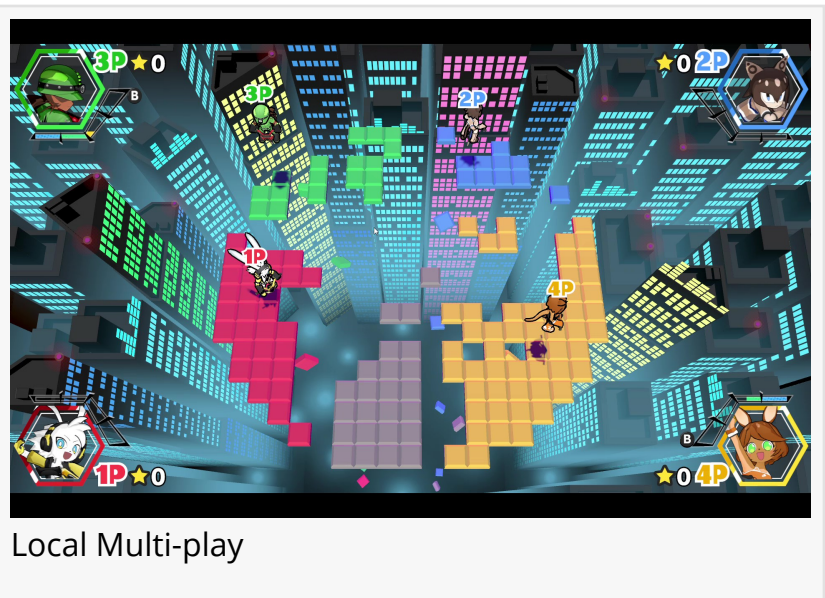 3P ★0
★0 2P
B
3P
2P
1P
4P
B
1P ★0
★0 4P
Local Multi-play